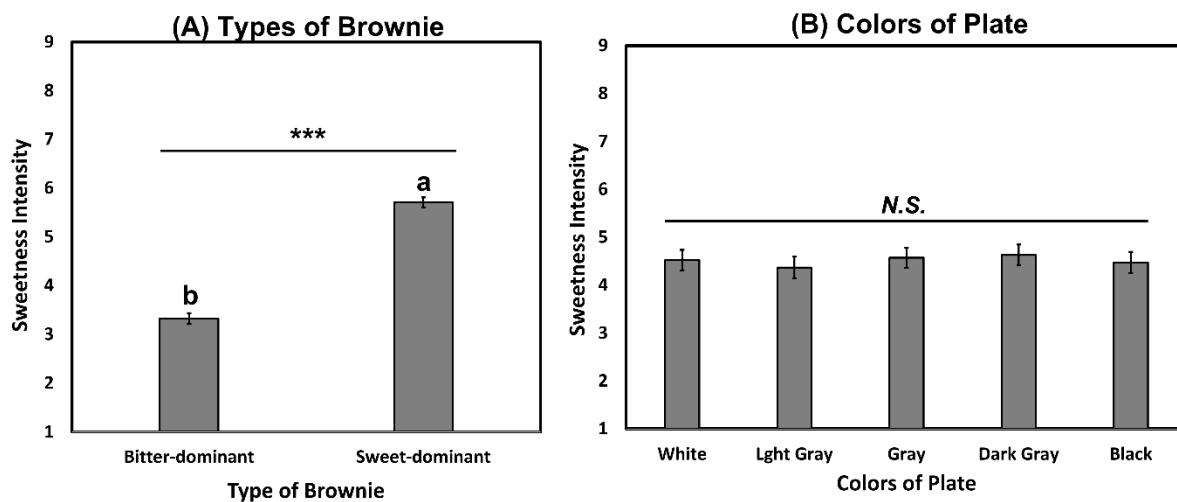 (A) Types of Brownie
9
8
7
6
5
4
3
2
1
Sweetness Intensity
***
b
a
Bitter-dominant Sweet-dominant
Type of Brownie
(B) Colors of Plate
9
8
7
6
5
4
3
2
1
Sweetness Intensity
N.S.
White Lght Gray Gray Dark Gray Black
Colors of Plate